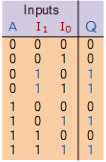 Inputs
A I1 I0 Q
0 0 0 0
0 0 1 0
0 1 0 1
0 1 1 1
1 0 0 0
1 0 1 1
1 1 0 0
1 1 1 1